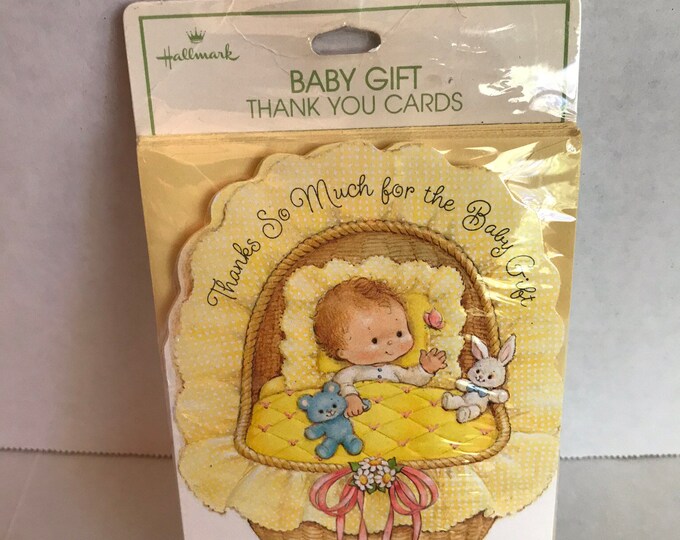 Hallmark
BABY GIFT
THANK YOU CARDS
Thanks So Much for the Baby Gift